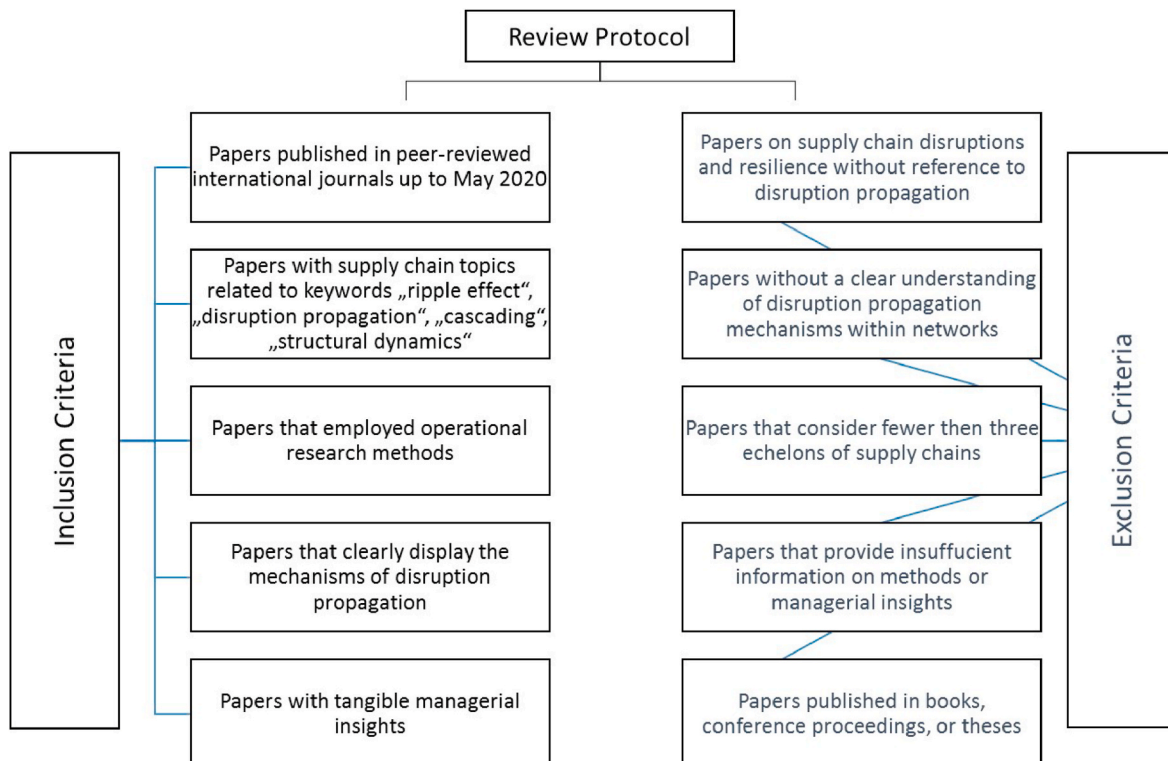 Review Protocol
Inclusion Criteria
Papers published in peer-reviewed
international journals up to May 2020
Papers with supply chain topics
related to keywords „ripple effect“,
„disruption propagation“, „cascading“,
„structural dynamics“
Papers that employed operational
research methods
Papers that clearly display the
mechanisms of disruption
propagation
Papers with tangible managerial
insights
Papers on supply chain disruptions
and resilience without reference to
disruption propagation
Papers without a clear understanding
of disruption propagation
mechanisms within networks
Papers that consider fewer then three
echelons of supply chains
Papers that provide insuffucient
information on methods or
managerial insights
Papers published in books,
conference proceedings, or theses
Exclusion Criteria